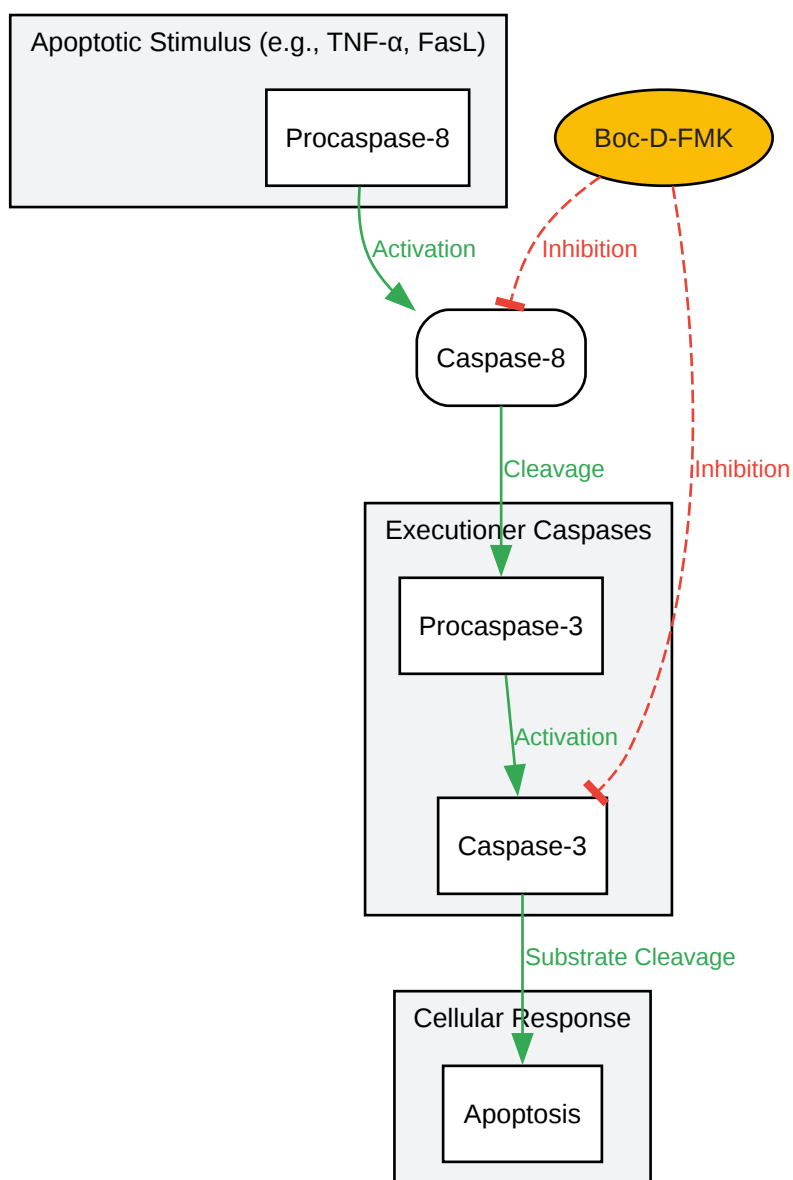 Apoptotic Stimulus (e.g., TNF-α, FasL)
Procaspase-8
Boc-D-FMK
Activation
Inhibition
Caspase-8
Cleavage
Inhibition
Executioner Caspases
Procaspase-3
Activation
Caspase-3
Substrate Cleavage
Cellular Response
Apoptosis